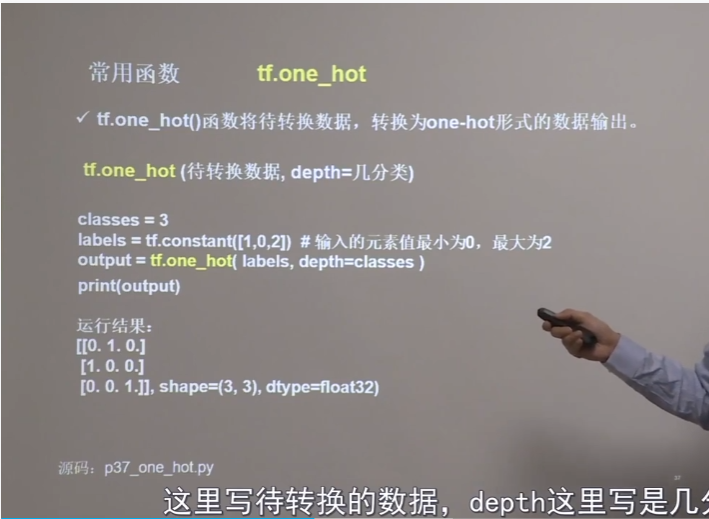 常用函数 tf.one_hot
✓ tf.one_hot()函数将待转换数据，转换为one-hot形式的数据输出。
tf.one_hot (待转换数据, depth=几分类)
classes = 3
labels = tf.constant([1,0,2]) # 输入的元素值最小为0，最大为2
output = tf.one_hot( labels, depth=classes )
print(output)
运行结果：
[[0. 1. 0.]
[1. 0. 0.]
[0. 0. 1.]], shape=(3, 3), dtype=float32)
源码：p37_one_hot.py
这里写待转换的数据，depth这里写是几分